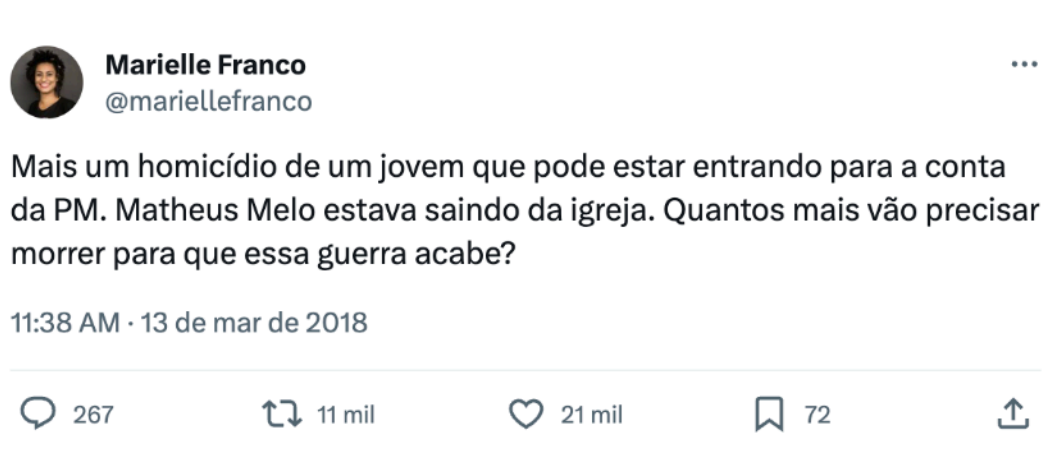 Marielle Franco
@mariellefranco
Mais um homicídio de um jovem que pode estar entrando para a conta
da PM. Matheus Melo estava saindo da igreja. Quantos mais vão precisar
morrer para que essa guerra acabe?
11:38 AM · 13 de mar de 2018
267 11 mil 21 mil 72